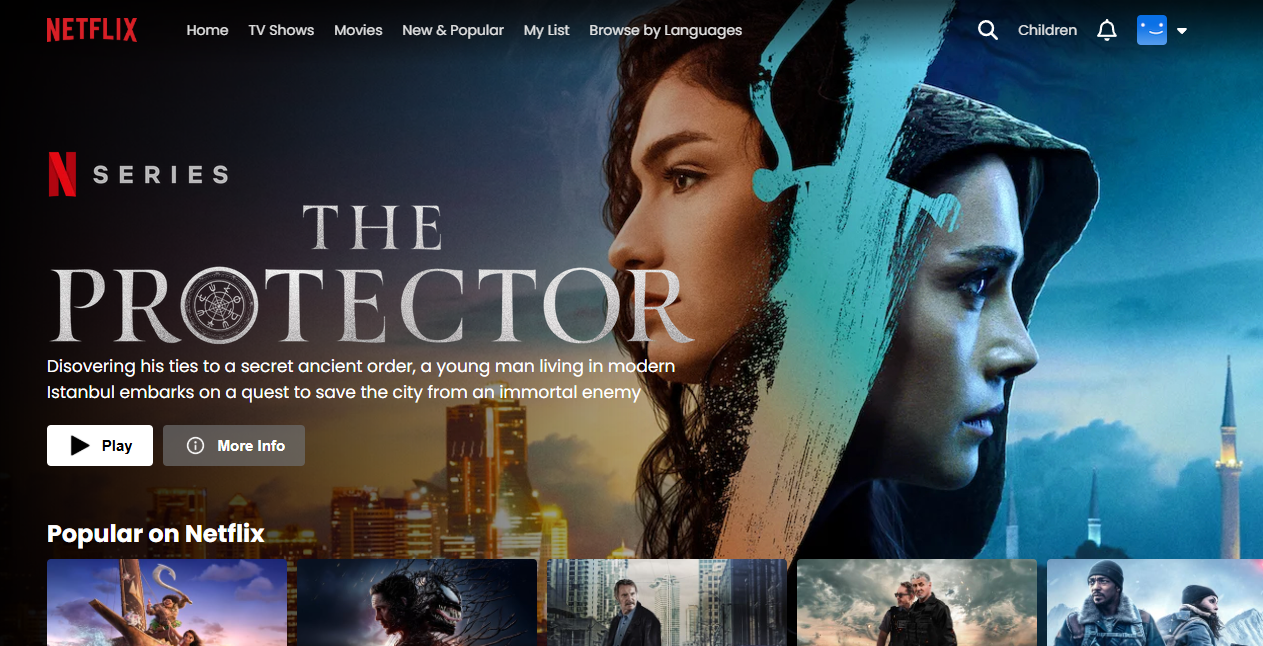 NETFLIX Home TV Shows Movies New & Popular My List Browse by Languages Children
N SERIES
THE
PROTECTOR
Disovering his ties to a secret ancient order, a young man living in modern
Istanbul embarks on a quest to save the city from an immortal enemy
Play More Info
Popular on Netflix